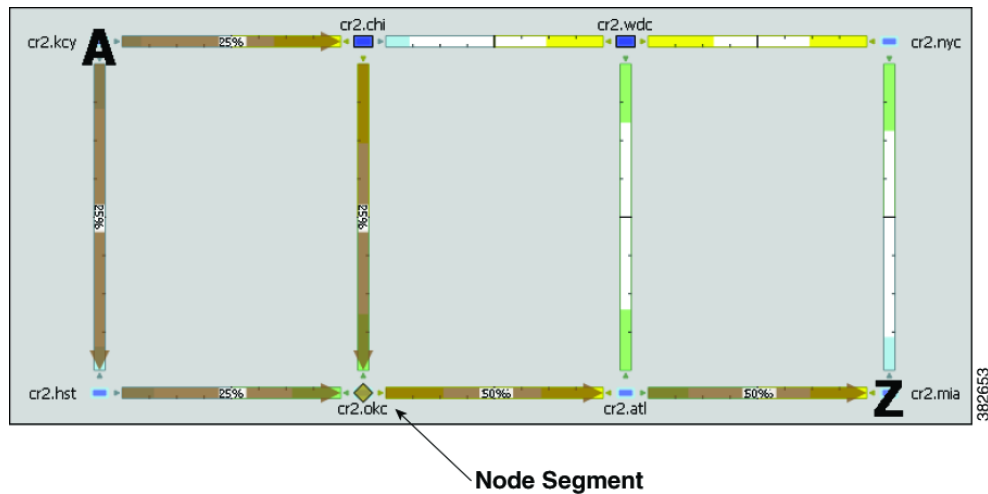 cr2.chi
cr2.wdc
cr2.kcy
A
25%
cr2.nyc
25%
25%
cr2.hst
25%
cr2.okc
50%
cr2.atl
50%
Z
cr2.mia
382653
Node Segment